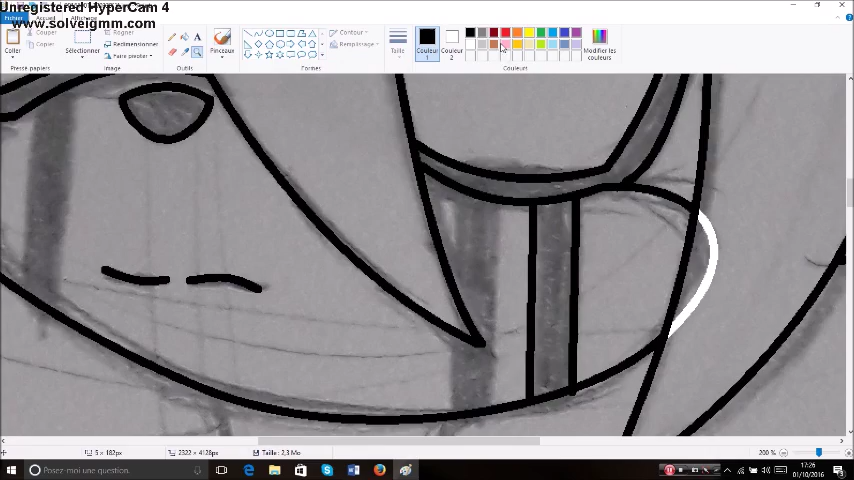 Unregistered HyperCam 4
www.solveigmm.com
Fichier Accueil Affichage
Coller
Couper
Copier
Presse-papiers
Sélectionner
Rogner
Redimensionner
Faire pivoter
Image
A
Outils
Pinceaux
Contour
Remplissage
Formes
Taille
Couleur 1
Couleur 2
Couleurs
Modifier les couleurs
5 × 182px
2322 × 4128px
Taille : 2,3 Mo
200 %
Posez-moi une question.
17:26
01/10/2016